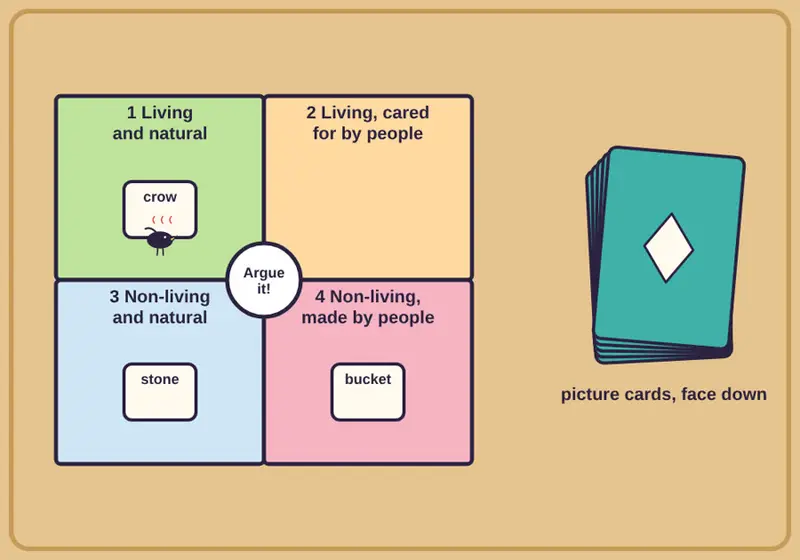 1 Living
and natural
2 Living, cared
for by people
crow
Argue
it!
3 Non-living
and natural
4 Non-living,
made by people
stone
bucket
picture cards, face down